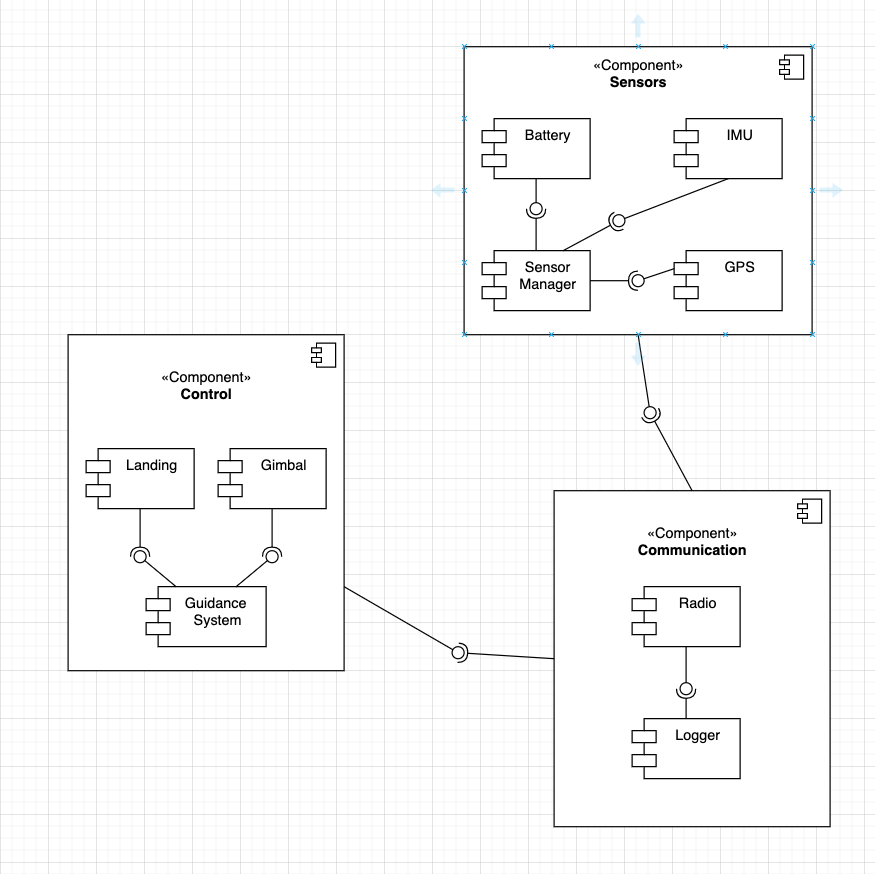 «Component»
Sensors
Battery
IMU
Sensor
Manager
GPS
«Component»
Control
Landing
Gimbal
Guidance
System
«Component»
Communication
Radio
Logger